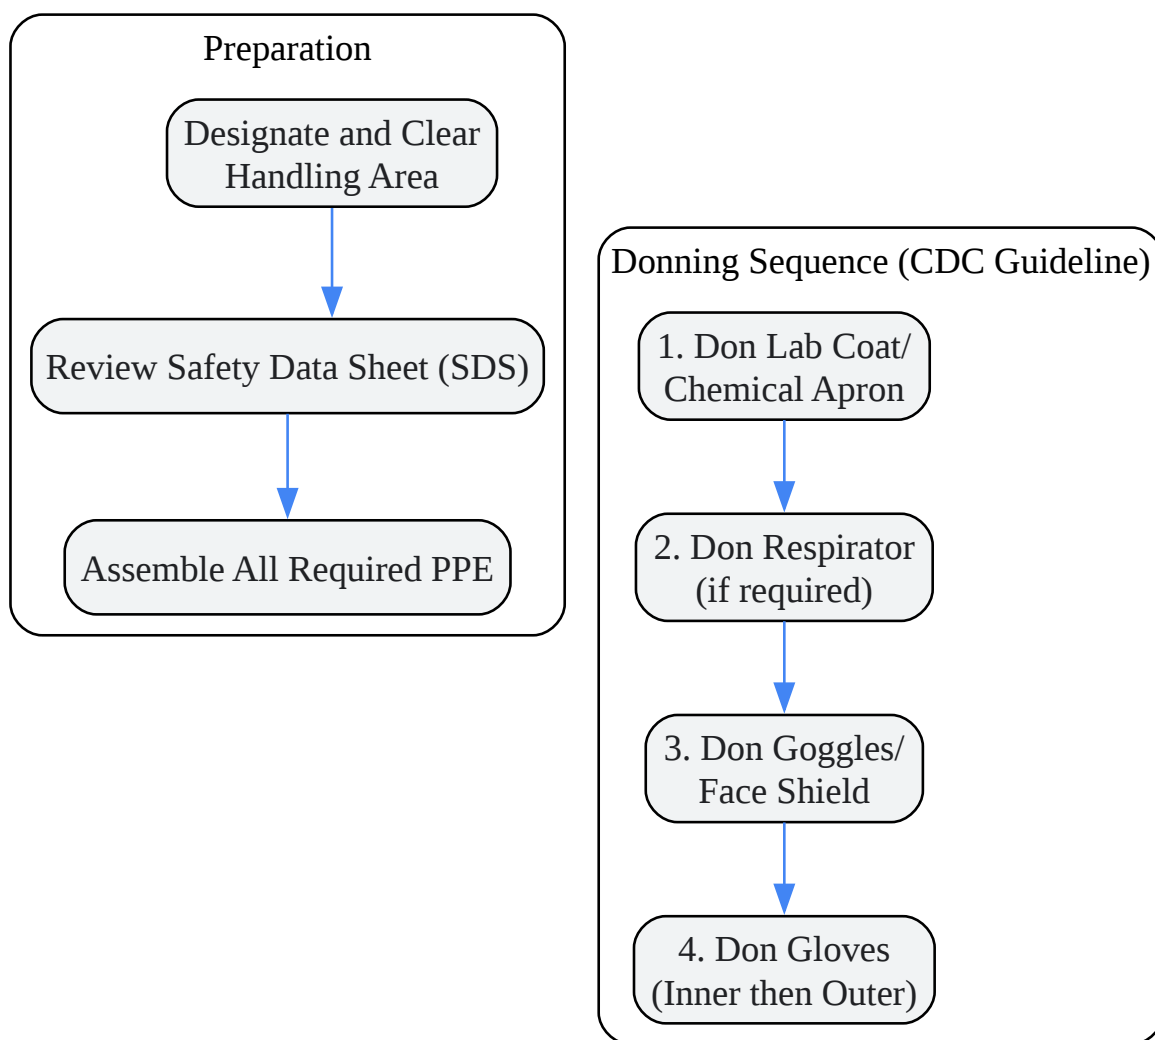 Preparation
Designate and Clear
Handling Area
Review Safety Data Sheet (SDS)
Assemble All Required PPE
Donning Sequence (CDC Guideline)
1. Don Lab Coat/
Chemical Apron
2. Don Respirator
(if required)
3. Don Goggles/
Face Shield
4. Don Gloves
(Inner then Outer)